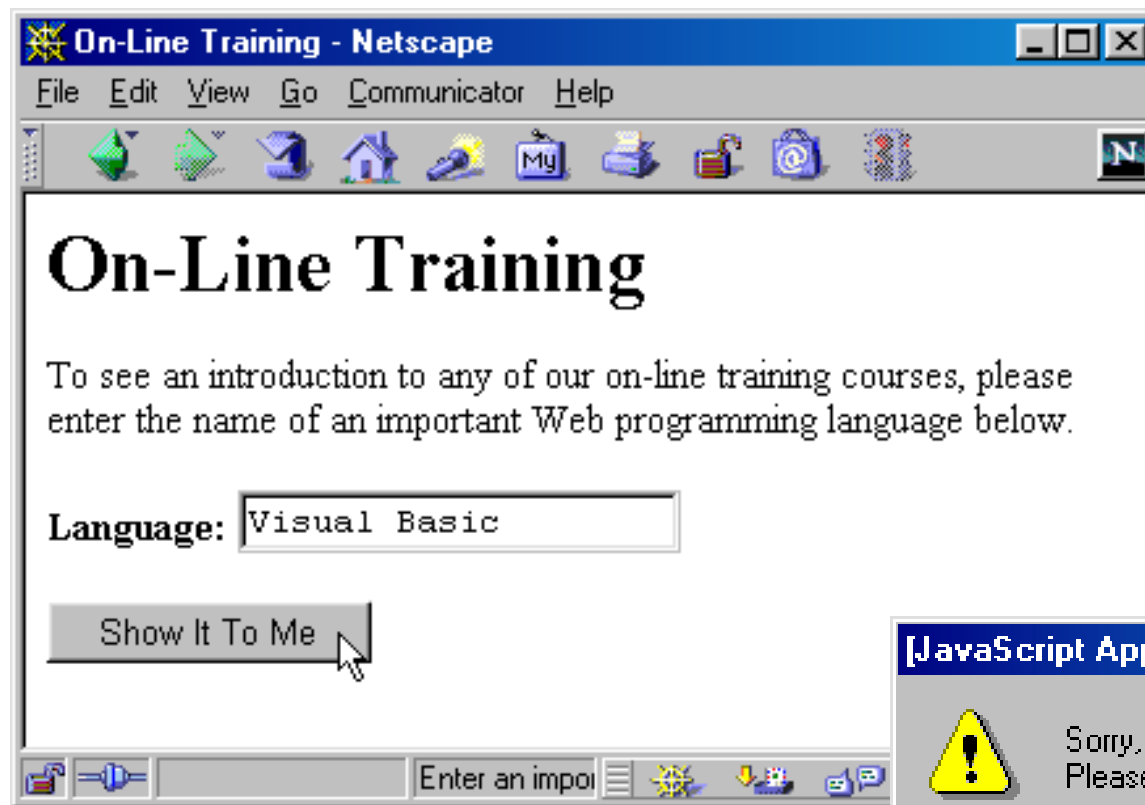 On-Line Training - Netscape
File Edit View Go Communicator Help
My
N
On-Line Training
To see an introduction to any of our on-line training courses, please
enter the name of an important Web programming language below.
Language: Visual Basic
Show It To Me
[JavaScript App
Sorry,
Please
Enter an impo